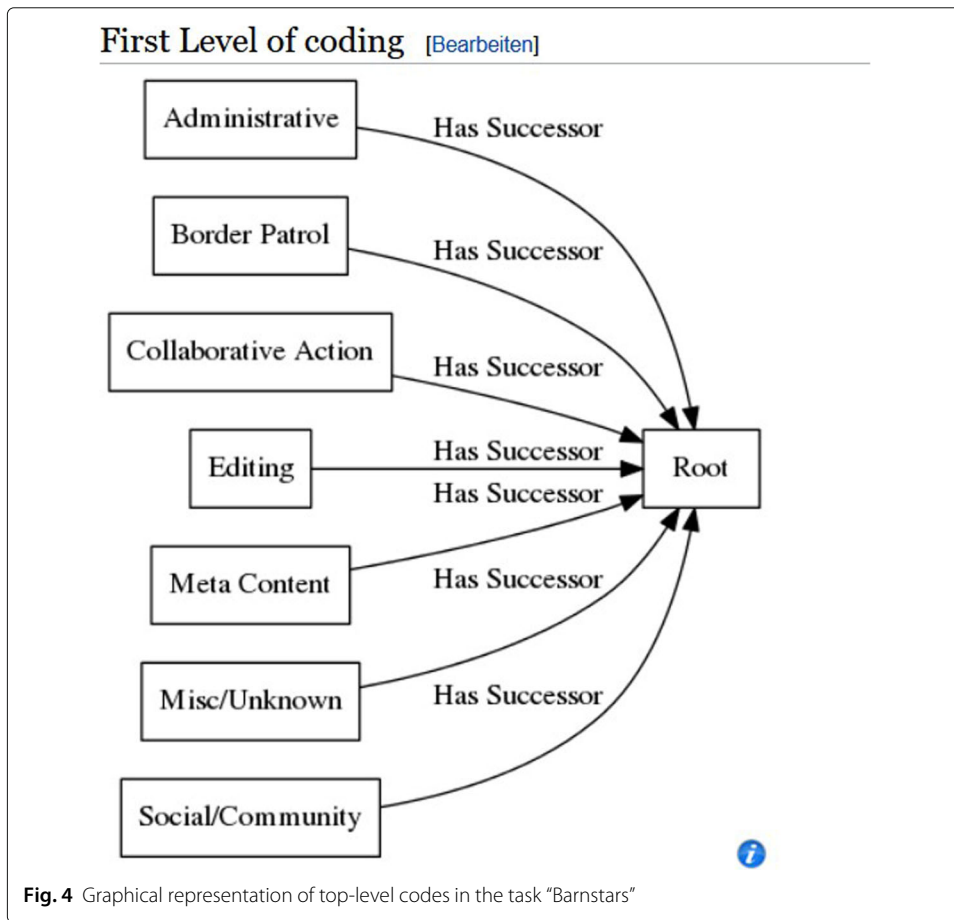 First Level of coding [Bearbeiten]
Administrative
Has Successor
Border Patrol
Has Successor
Collaborative Action
Has Successor
Editing
Has Successor
Root
Has Successor
Meta Content
Has Successor
Misc/Unknown
Has Successor
Social/Community
i
Fig. 4 Graphical representation of top-level codes in the task “Barnstars”